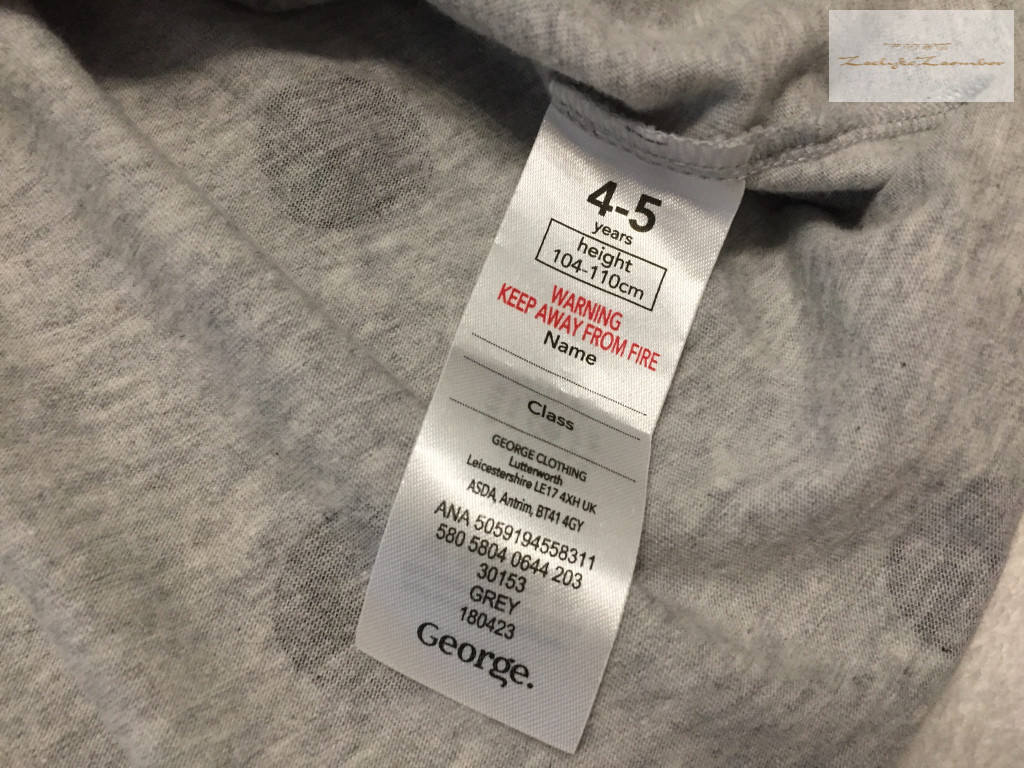 4-5
years
height
104-110cm
WARNING
KEEP AWAY FROM FIRE
Name
Class
GEORGE CLOTHING
Lutterworth
Leicestershire LE17 4XH UK
ASDA, Antrim, BT41 4GY
ANA 5059194558311
580 5804 0644 203
30153
GREY
180423
George.